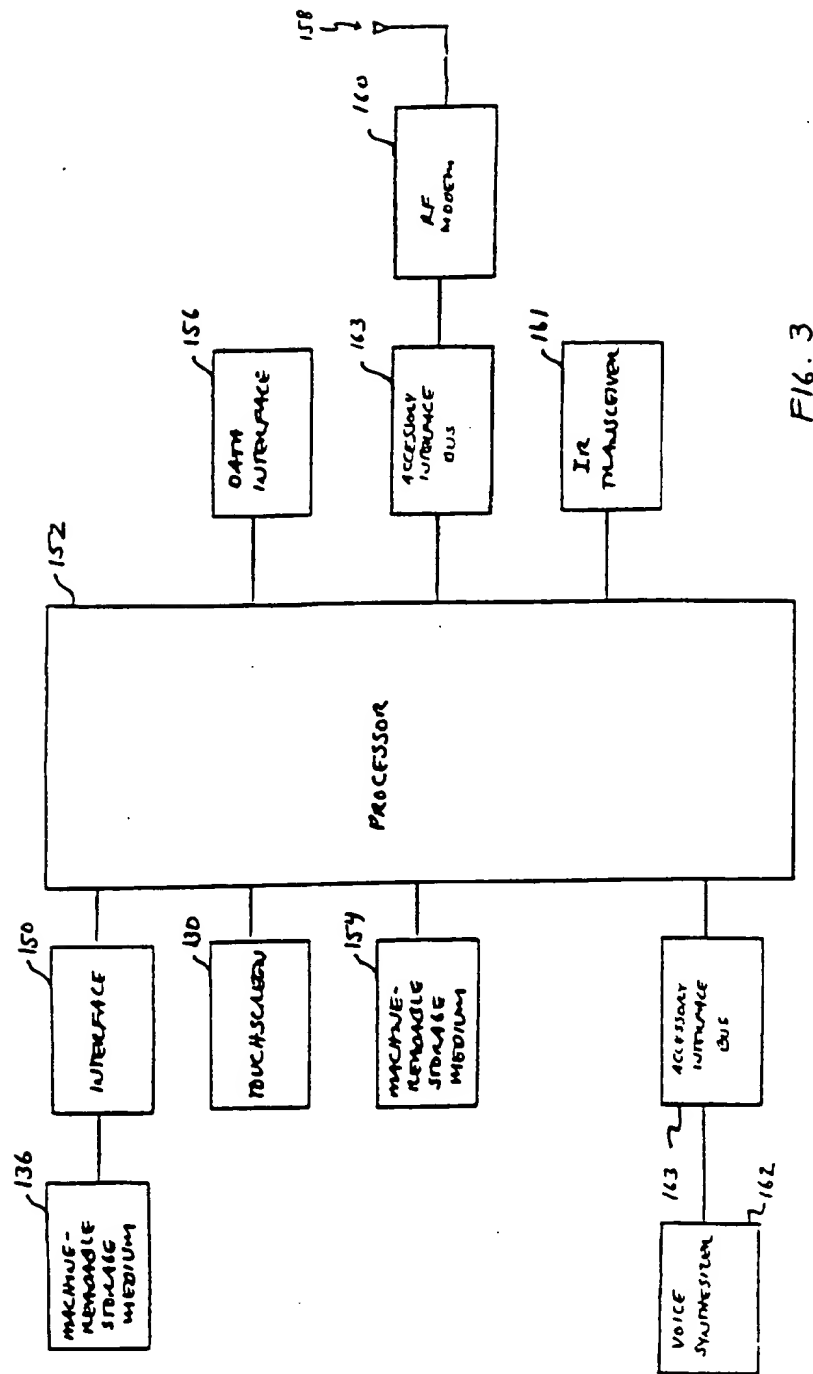 136
MACHINE-
READABLE
STORAGE
MEDIUM
150
INTERFACE
130
TOUCHSCREEN
154
MACHINE-
READABLE
STORAGE
MEDIUM
VOICE
SYNTHESIZER
162
163
ACCESSORY
INTERFACE
BUS
152
PROCESSOR
156
DATA
INTERFACE
163
ACCESSORY
INTERFACE
BUS
160
RF
MODEM
158
161
IR
TRANSCEIVER
FIG. 3